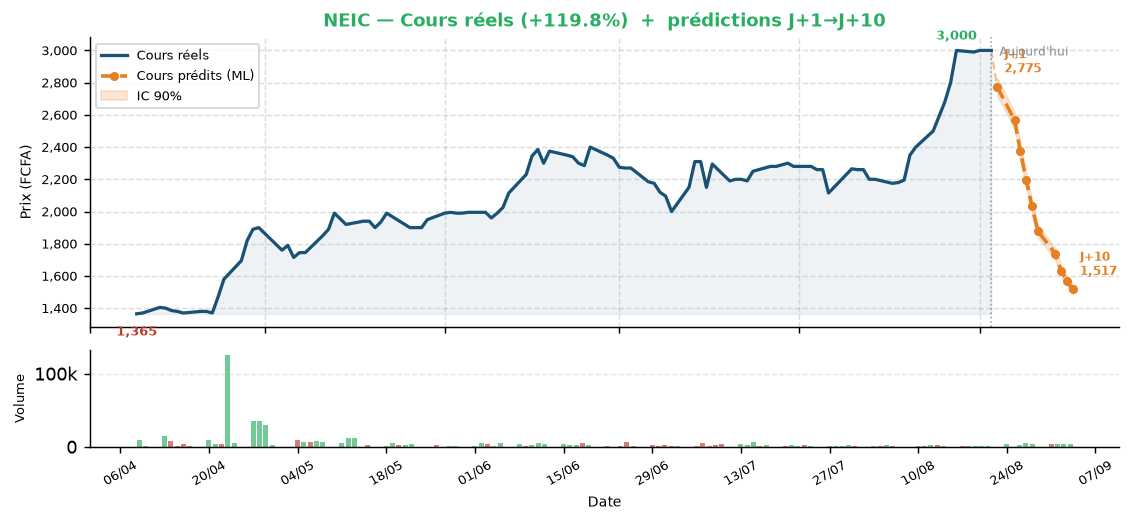 NEIC — Cours réels (+119.8%)  +  prédictions J+1→J+10
Cours réels
Cours prédits (ML)
IC 90%
3,000
Aujourd'hui
J+1
2,775
J+10
1,517
1,365
Prix (FCFA)
3,000
2,800
2,600
2,400
2,200
2,000
1,800
1,600
1,400
Volume
100k
0
06/04
20/04
04/05
18/05
01/06
15/06
29/06
13/07
27/07
10/08
24/08
07/09
Date